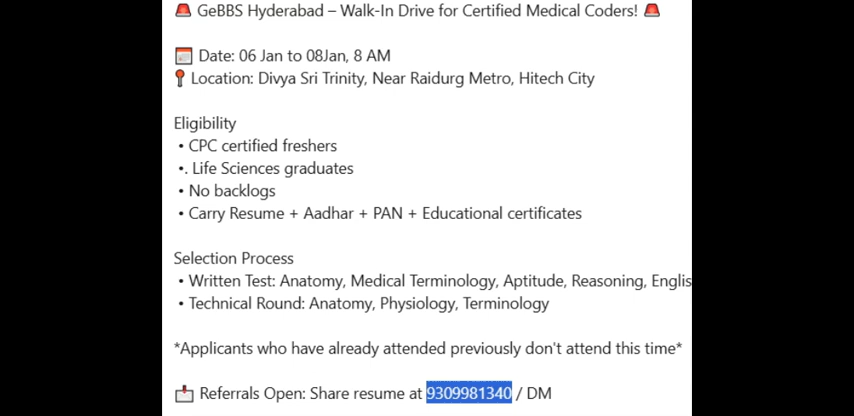 🚨 GeBBS Hyderabad – Walk-In Drive for Certified Medical Coders! 🚨
📅 Date: 06 Jan to 08Jan, 8 AM
📍 Location: Divya Sri Trinity, Near Raidurg Metro, Hitech City
Eligibility
• CPC certified freshers
•. Life Sciences graduates
• No backlogs
• Carry Resume + Aadhar + PAN + Educational certificates
Selection Process
• Written Test: Anatomy, Medical Terminology, Aptitude, Reasoning, Englis
• Technical Round: Anatomy, Physiology, Terminology
*Applicants who have already attended previously don't attend this time*
📩 Referrals Open: Share resume at 9309981340 / DM